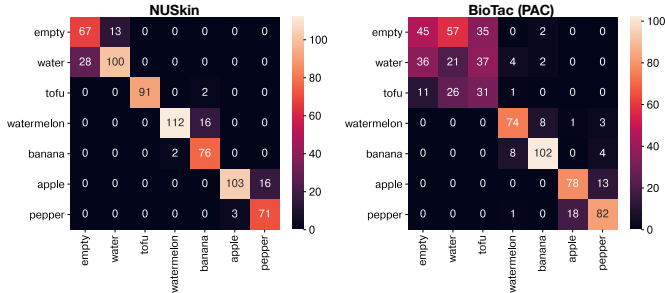 NUSkin
empty 67 13 0 0 0 0 0
water 28 100 0 0 0 0 0
tofu 0 0 91 0 2 0 0
watermelon 0 0 0 112 16 0 0
banana 0 0 0 2 76 0 0
apple 0 0 0 0 0 103 16
pepper 0 0 0 0 0 3 71
empty water tofu watermelon banana apple pepper
100
80
60
40
20
0
BioTac (PAC)
empty 45 57 35 0 2 0 0
water 36 21 37 4 2 0 0
tofu 11 26 31 1 0 0 0
watermelon 0 0 0 74 8 1 3
banana 0 0 0 8 102 0 4
apple 0 0 0 0 0 78 13
pepper 0 0 0 1 0 18 82
empty water tofu watermelon banana apple pepper
100
80
60
40
20
0